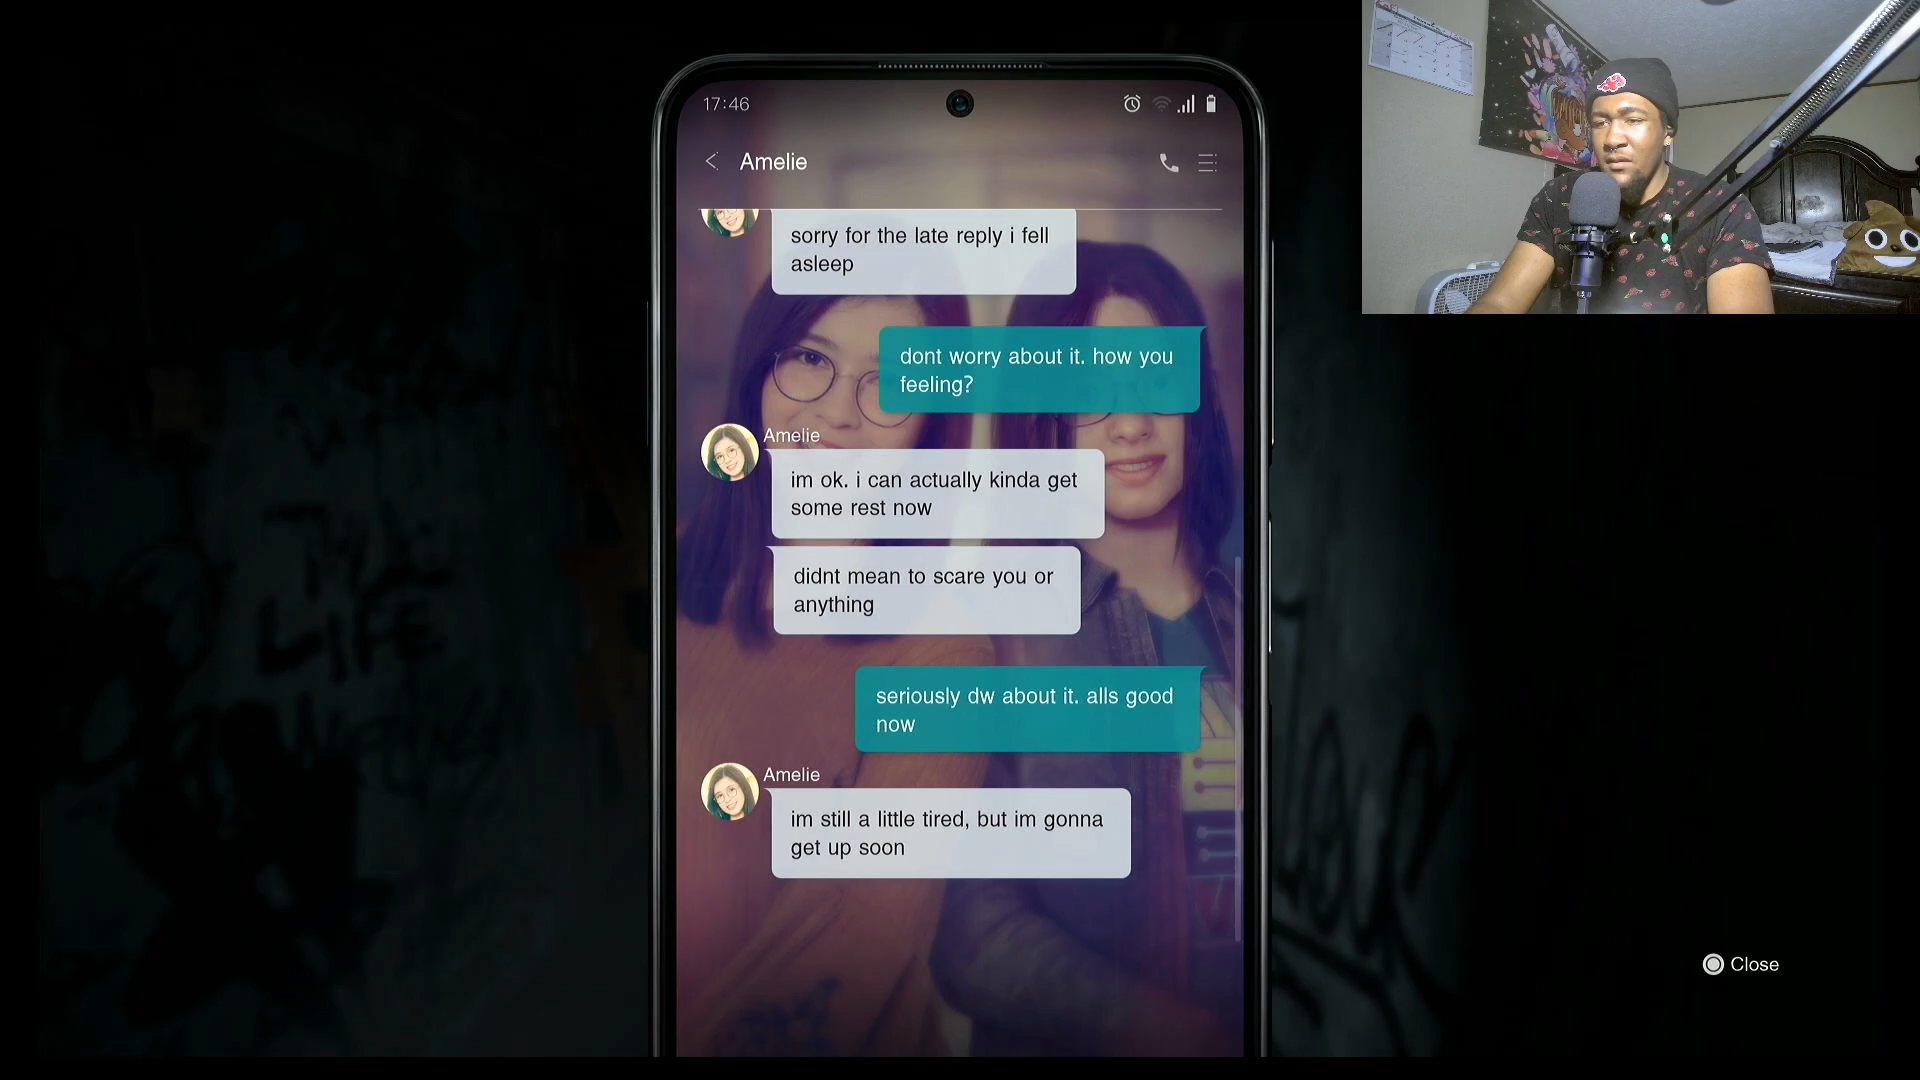 17:46
Amelie
sorry for the late reply i fell
asleep
dont worry about it. how you
feeling?
Amelie
im ok. i can actually kinda get
some rest now
didnt mean to scare you or
anything
seriously dw about it. alls good
now
Amelie
im still a little tired, but im gonna
get up soon
THE
LIFE
Close